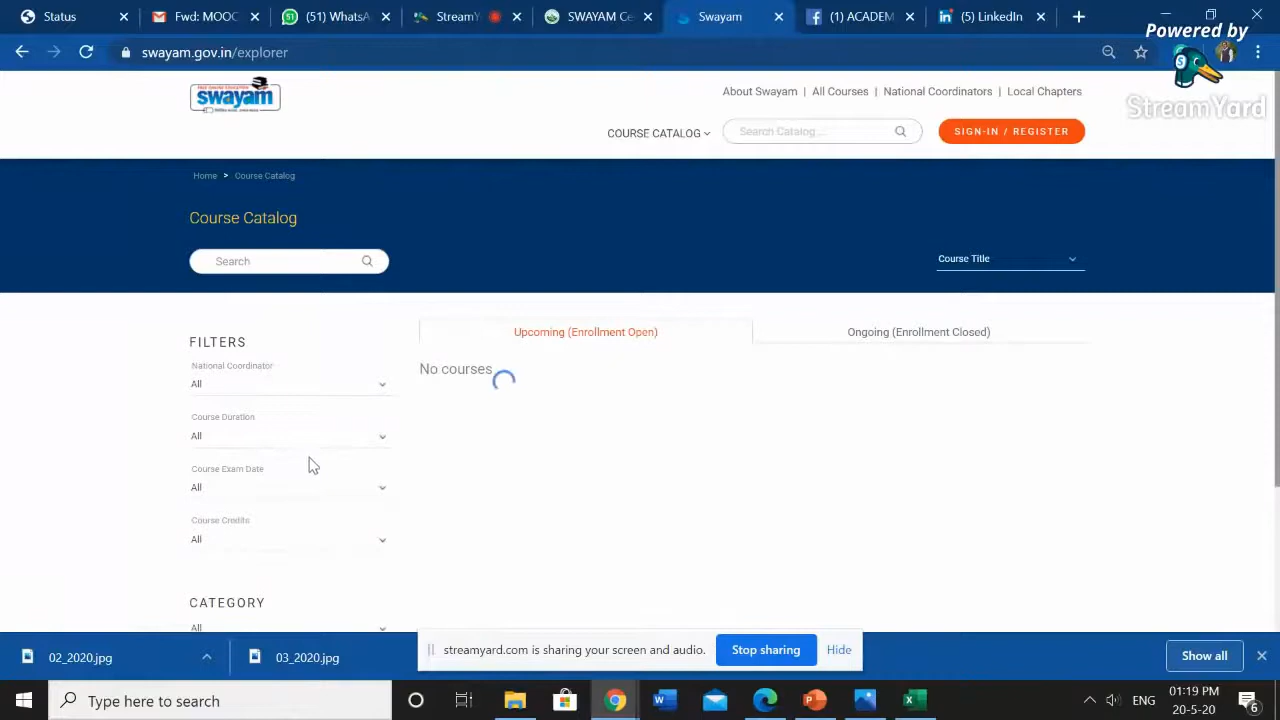 Status
Fwd: MOOC
(51) WhatsA
StreamY
SWAYAM Ce
Swayam
(1) ACADEM
(5) LinkedIn
Powered by
swayam.gov.in/explorer
StreamYard
swayam
About Swayam | All Courses | National Coordinators | Local Chapters
COURSE CATALOG
Search Catalog...
SIGN-IN / REGISTER
Home > Course Catalog
Course Catalog
Search
Course Title
FILTERS
Upcoming (Enrollment Open)
Ongoing (Enrollment Closed)
National Coordinator
All
No courses
Course Duration
All
Course Exam Date
All
Course Credits
All
CATEGORY
All
02_2020.jpg
03_2020.jpg
streamyard.com is sharing your screen and audio.
Stop sharing
Hide
Show all
Type here to search
ENG
01:19 PM
20-5-20
6